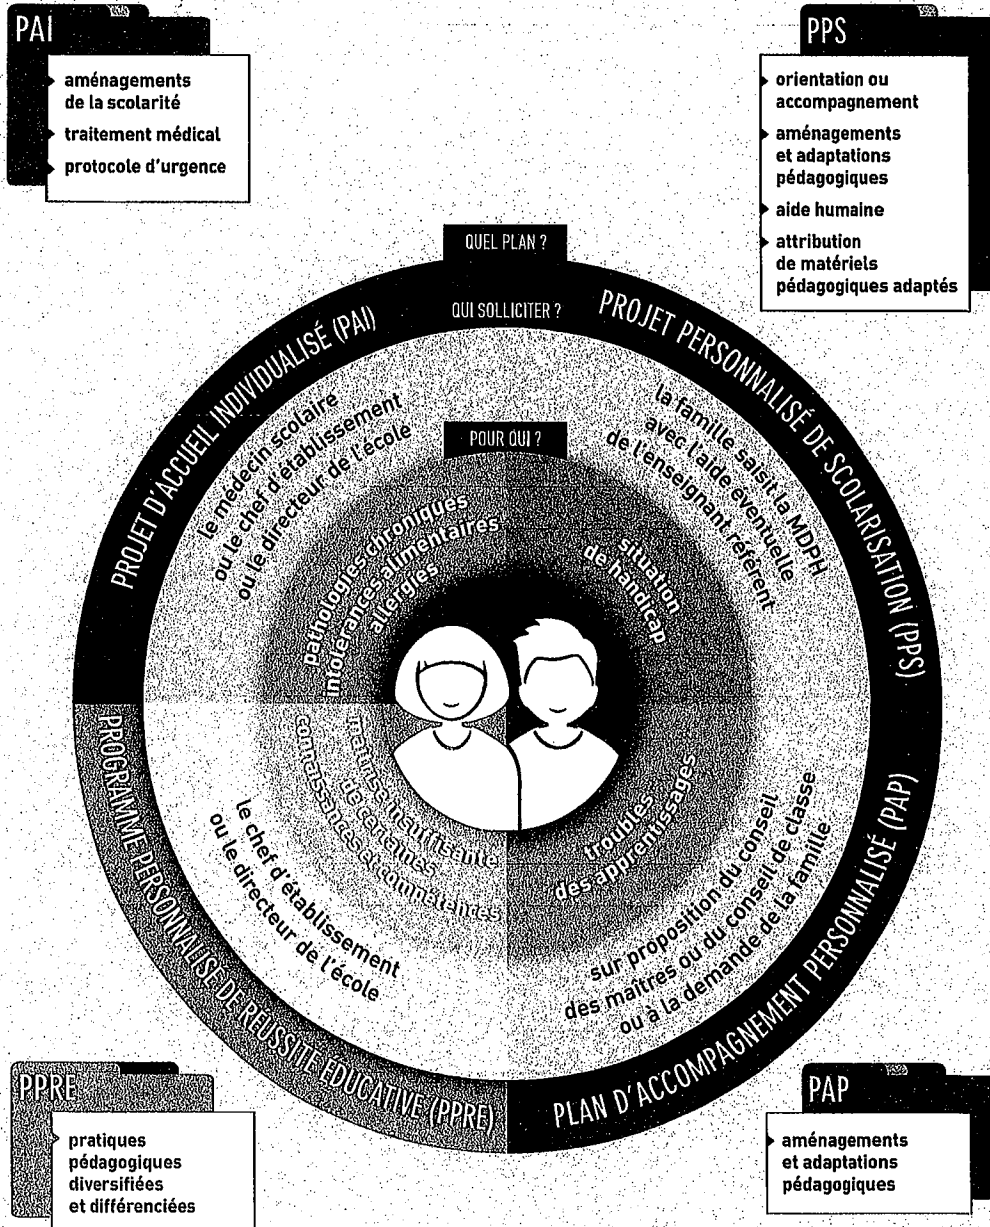 PAI
aménagements
de la scolarité
traitement médical
protocole d'urgence
PPS
orientation ou
accompagnement
aménagements
et adaptations
pédagogiques
aide humaine
attribution
de matériels
pédagogiques adaptés
QUEL PLAN ?
QUI SOLLICITER ?
POUR QUI ?
PROJET D'ACCUEIL INDIVIDUALISÉ (PAI)
le médecin scolaire
ou le chef d'établissement
ou le directeur de l'école
pathologies chroniques
intolérances alimentaires
allergies
PROJET PERSONNALISÉ DE SCOLARISATION (PPS)
la famille saisit la MDPH
avec l'aide éventuelle
de l'enseignant référent
situation
de handicap
PROGRAMME PERSONNALISÉ DE RÉUSSITE ÉDUCATIVE (PPRE)
le chef d'établissement
ou le directeur de l'école
maîtrise insuffisante
de certaines
connaissances et compétences
PLAN D'ACCOMPAGNEMENT PERSONNALISÉ (PAP)
troubles
des apprentissages
sur proposition du conseil
des maîtres ou du conseil de classe
ou à la demande de la famille
PPRE
pratiques
pédagogiques
diversifiées
et différenciées
PAP
aménagements
et adaptations
pédagogiques